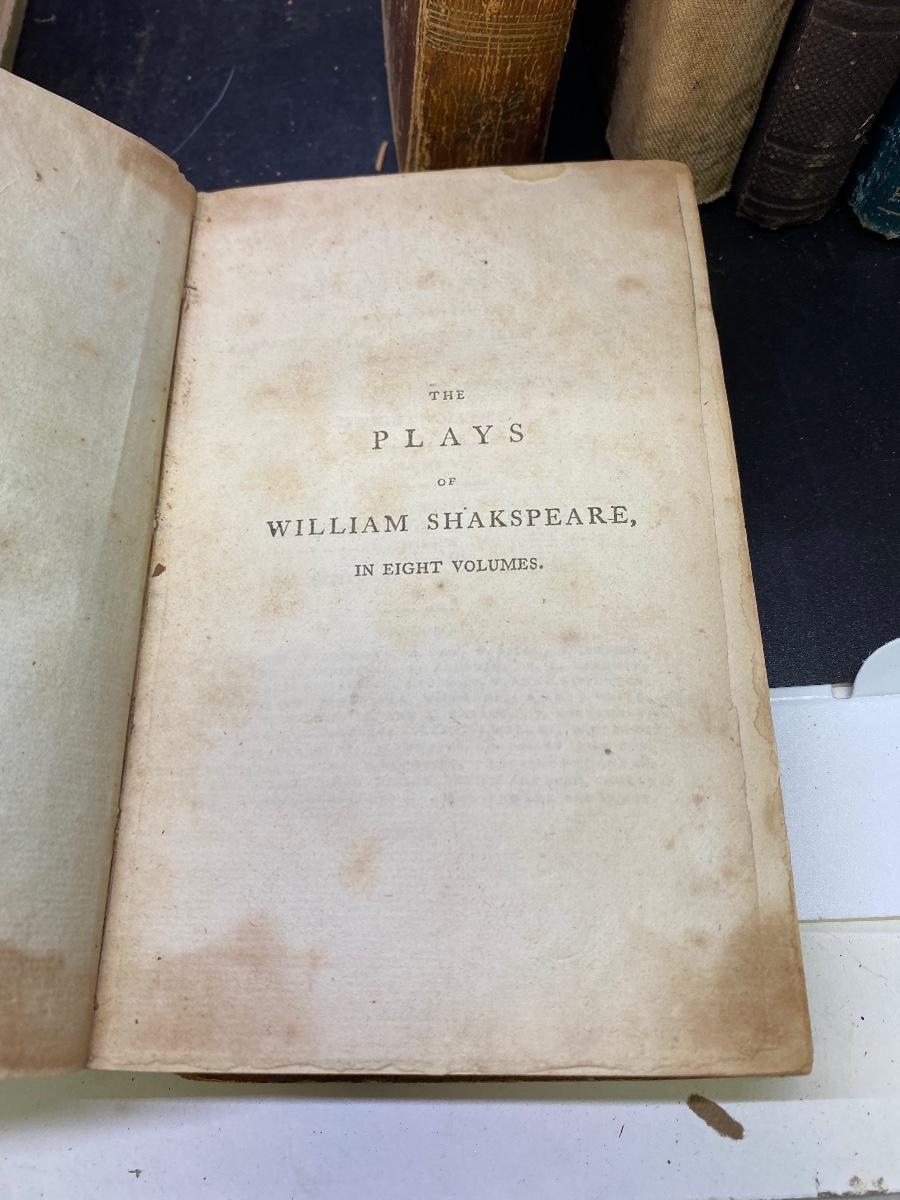 THE
PLAYS
OF
WILLIAM SHAKSPEARE,
IN EIGHT VOLUMES.